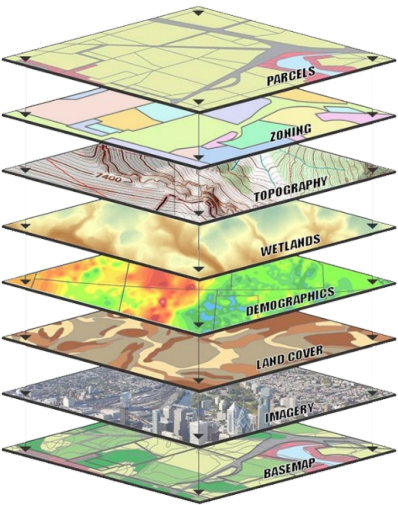 PARCELS
ZONING
7400
TOPOGRAPHY
WETLANDS
DEMOGRAPHICS
LAND COVER
IMAGERY
BASEMAP